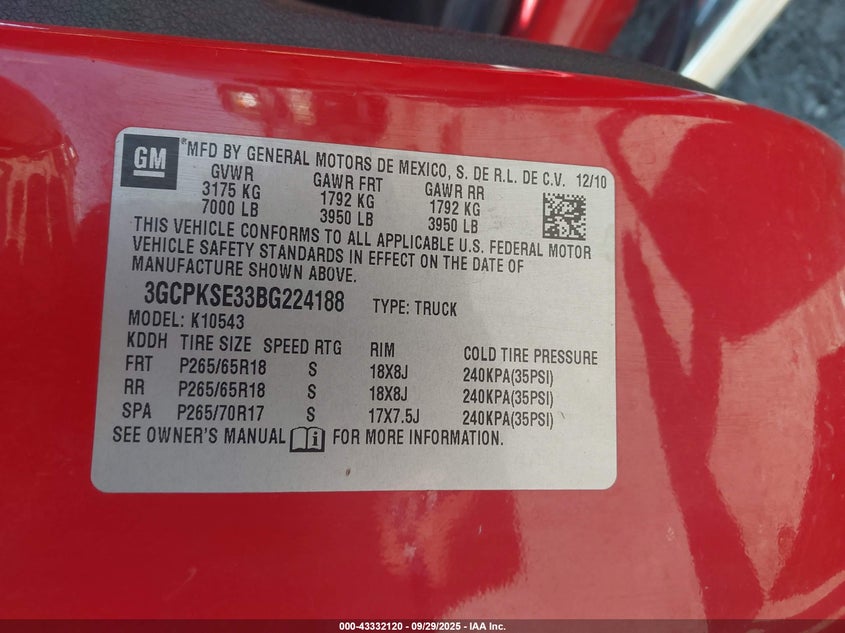 GM ®MFD BY GENERAL MOTORS DE MEXICO, S. DE R.L. DE C.V. 12/10
GVWR GAWR FRT GAWR RR
3175 KG 1792 KG 1792 KG
7000 LB 3950 LB 3950 LB
THIS VEHICLE CONFORMS TO ALL APPLICABLE U.S. FEDERAL MOTOR
VEHICLE SAFETY STANDARDS IN EFFECT ON THE DATE OF
MANUFACTURE SHOWN ABOVE.
3GCPKSE33BG224188 TYPE: TRUCK
MODEL: K10543
KDDH TIRE SIZE SPEED RTG RIM COLD TIRE PRESSURE
FRT P265/65R18 S 18X8J 240KPA(35PSI)
RR P265/65R18 S 18X8J 240KPA(35PSI)
SPA P265/70R17 S 17X7.5J 240KPA(35PSI)
SEE OWNER'S MANUAL FOR MORE INFORMATION.
000-43332120 - 09/29/2025 - IAA Inc.